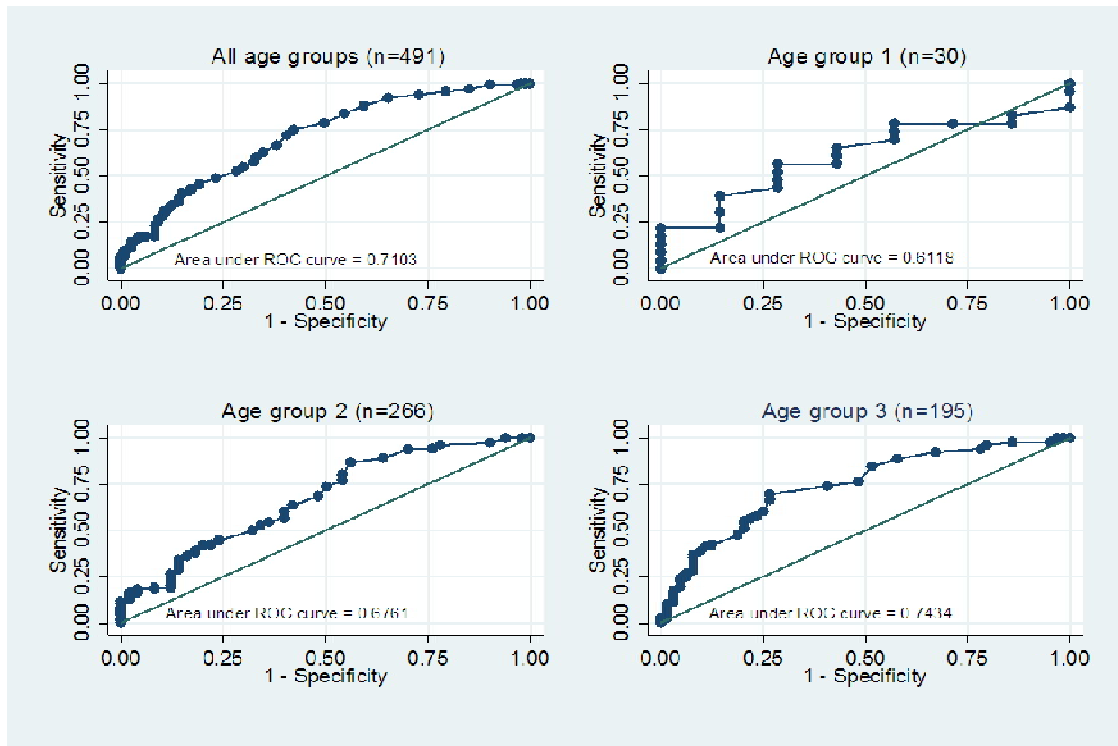 All age groups (n=491)
Sensitivity
0.00 0.25 0.50 0.75 1.00
Area under ROC curve = 0.7103
0.00 0.25 0.50 0.75 1.00
1 - Specificity
Age group 1 (n=30)
Sensitivity
0.00 0.25 0.50 0.75 1.00
Area under ROC curve = 0.6118
0.00 0.25 0.50 0.75 1.00
1 - Specificity
Age group 2 (n=266)
Sensitivity
0.00 0.25 0.50 0.75 1.00
Area under ROC curve = 0.6761
0.00 0.25 0.50 0.75 1.00
1 - Specificity
Age group 3 (n=195)
Sensitivity
0.00 0.25 0.50 0.75 1.00
Area under ROC curve = 0.7434
0.00 0.25 0.50 0.75 1.00
1 - Specificity